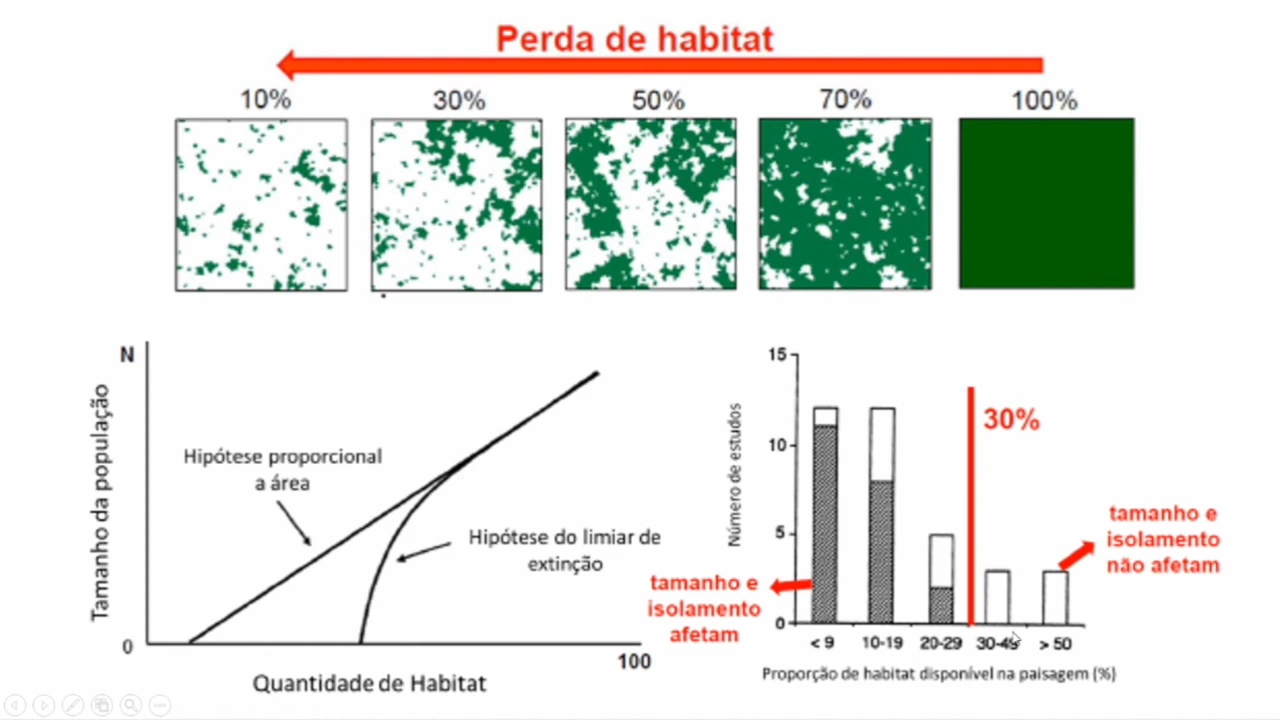 Perda de habitat
10% 30% 50% 70% 100%
N
Tamanho da população
Hipótese proporcional
a área
Hipótese do limiar de
extinção
0
100
Quantidade de Habitat
15
10
5
0
Número de estudos
30%
tamanho e
isolamento
afetam
tamanho e
isolamento
não afetam
< 9 10-19 20-29 30-49 > 50
Proporção de habitat disponível na paisagem (%)